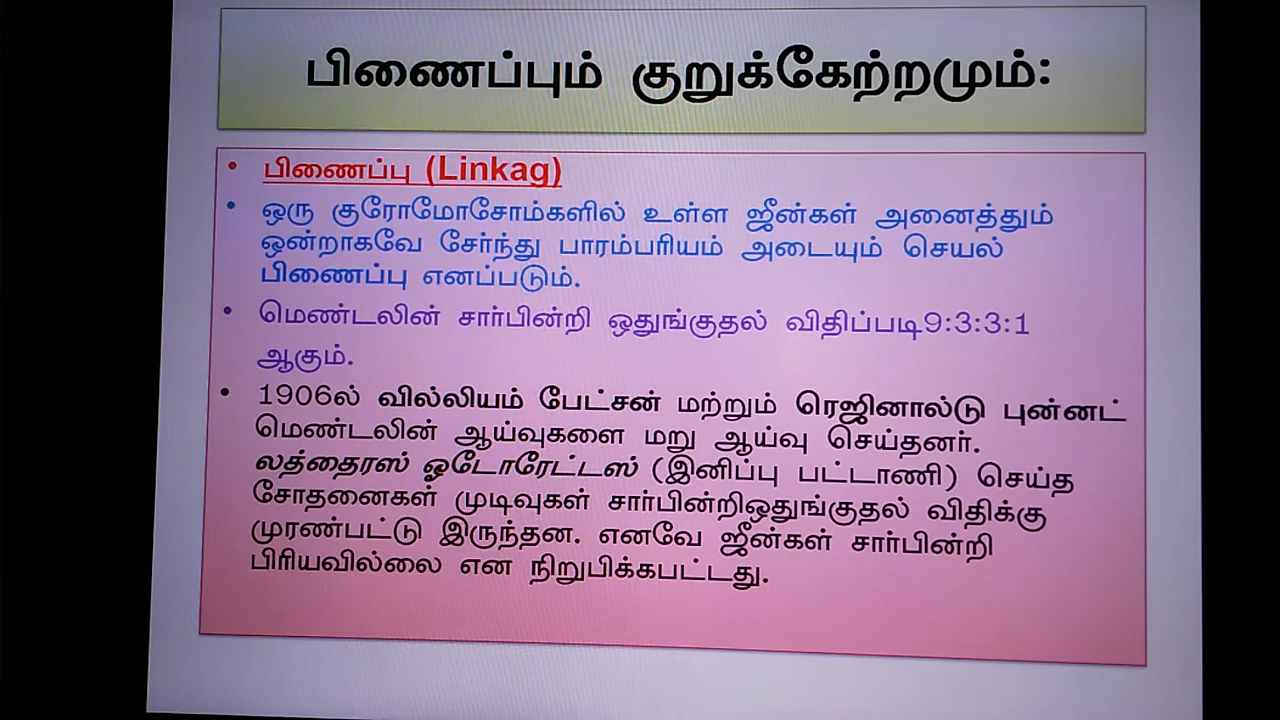 பிணைப்பும் குறுக்கேற்றமும்:
• பிணைப்பு (Linkag)
• ஒரு குரோமோசோம்களில் உள்ள ஜீன்கள் அனைத்தும்
ஒன்றாகவே சேர்ந்து பாரம்பரியம் அடையும் செயல்
பிணைப்பு எனப்படும்.
• மெண்டலின் சார்பின்றி ஒதுங்குதல் விதிப்படி9:3:3:1
ஆகும்.
• 1906ல் வில்லியம் பேட்சன் மற்றும் ரெஜினால்டு புன்னட்
மெண்டலின் ஆய்வுகளை மறு ஆய்வு செய்தனர்.
லத்தைரஸ் ஓடோரேட்டஸ் (இனிப்பு பட்டாணி) செய்த
சோதனைகள் முடிவுகள் சார்பின்றிஒதுங்குதல் விதிக்கு
முரண்பட்டு இருந்தன. எனவே ஜீன்கள் சார்பின்றி
பிரியவில்லை என நிறுபிக்கபட்டது.